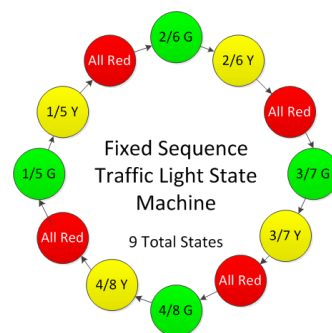 2/6 G
2/6 Y
All Red
3/7 G
3/7 Y
All Red
4/8 G
4/8 Y
All Red
1/5 G
1/5 Y
All Red
Fixed Sequence
Traffic Light State
Machine
9 Total States